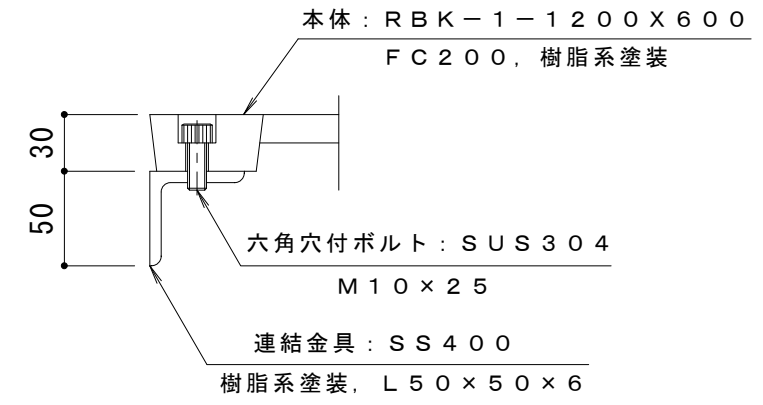 本体：ＲＢＫ－１－１２００Ｘ６００
ＦＣ２００，樹脂系塗装
30
50
六角穴付ボルト：ＳＵＳ３０４
Ｍ１０×２５
連結金具：ＳＳ４００
樹脂系塗装，Ｌ５０×５０×６